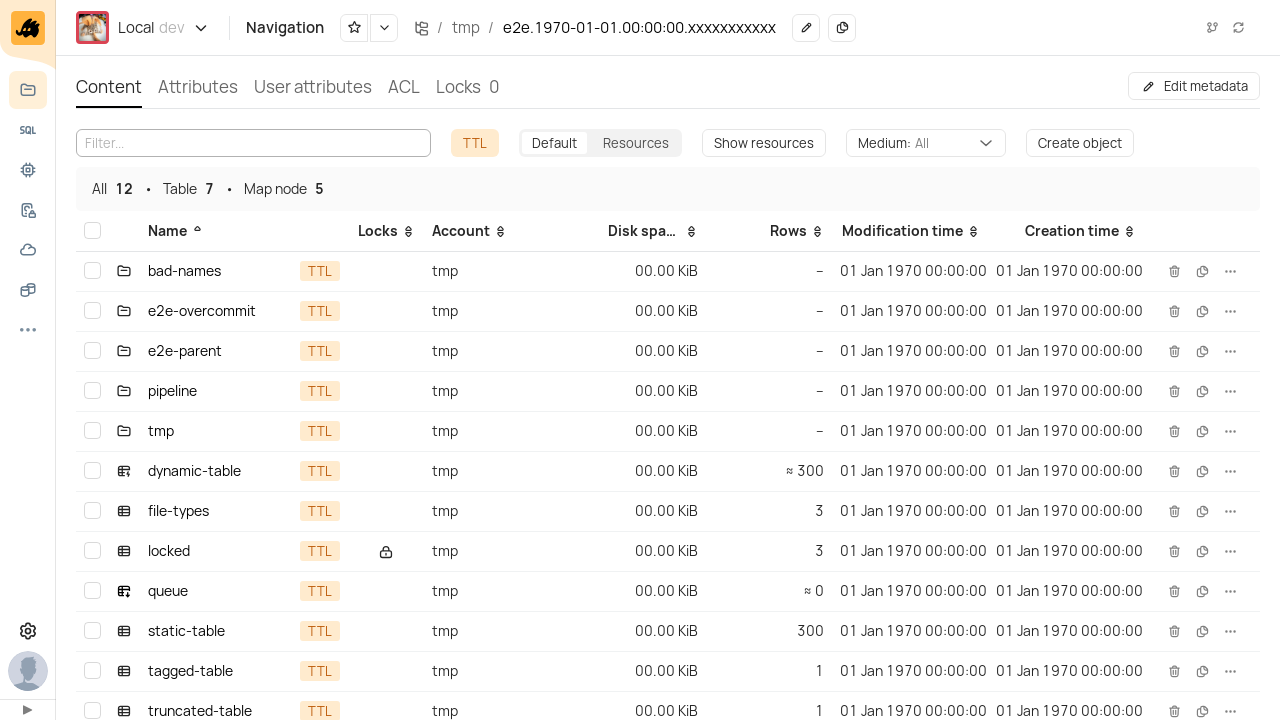 Local dev Navigation / tmp / e2e.1970-01-01.00:00:00.xxxxxxxxxxx
Content Attributes User attributes ACL Locks 0 Edit metadata
SQL
Filter... TTL Default Resources Show resources Medium: All Create object
All 12 • Table 7 • Map node 5
Name Locks Account Disk spa... Rows Modification time Creation time
bad-names TTL tmp 00.00 KiB – 01 Jan 1970 00:00:00 01 Jan 1970 00:00:00
e2e-overcommit TTL tmp 00.00 KiB – 01 Jan 1970 00:00:00 01 Jan 1970 00:00:00
e2e-parent TTL tmp 00.00 KiB – 01 Jan 1970 00:00:00 01 Jan 1970 00:00:00
pipeline TTL tmp 00.00 KiB – 01 Jan 1970 00:00:00 01 Jan 1970 00:00:00
tmp TTL tmp 00.00 KiB – 01 Jan 1970 00:00:00 01 Jan 1970 00:00:00
dynamic-table TTL tmp 00.00 KiB ≈ 300 01 Jan 1970 00:00:00 01 Jan 1970 00:00:00
file-types TTL tmp 00.00 KiB 3 01 Jan 1970 00:00:00 01 Jan 1970 00:00:00
locked TTL tmp 00.00 KiB 3 01 Jan 1970 00:00:00 01 Jan 1970 00:00:00
queue TTL tmp 00.00 KiB ≈ 0 01 Jan 1970 00:00:00 01 Jan 1970 00:00:00
static-table TTL tmp 00.00 KiB 300 01 Jan 1970 00:00:00 01 Jan 1970 00:00:00
tagged-table TTL tmp 00.00 KiB 1 01 Jan 1970 00:00:00 01 Jan 1970 00:00:00
truncated-table TTL tmp 00.00 KiB 1 01 Jan 1970 00:00:00 01 Jan 1970 00:00:00